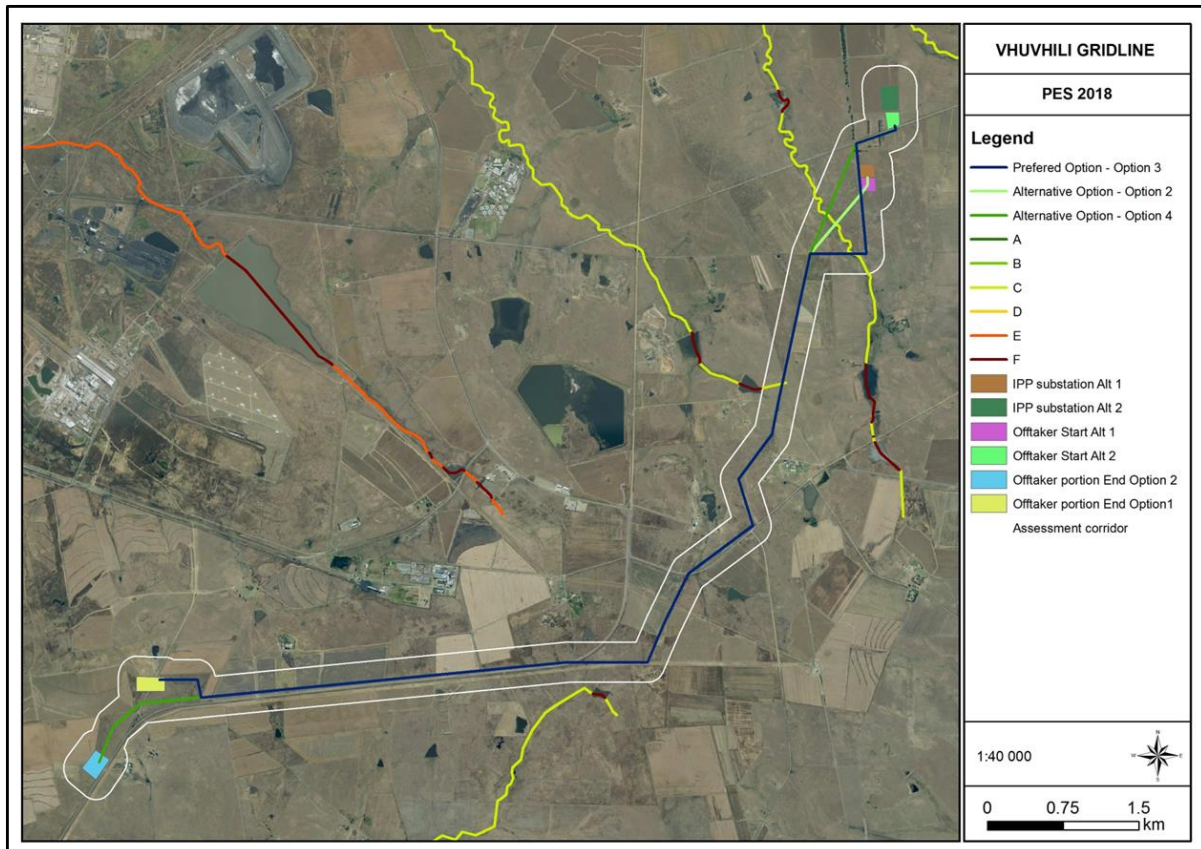 VHUVHILI GRIDLINE
PES 2018
Legend
Prefered Option - Option 3
Alternative Option - Option 2
Alternative Option - Option 4
A
B
C
D
E
F
IPP substation Alt 1
IPP substation Alt 2
Offtaker Start Alt 1
Offtaker Start Alt 2
Offtaker portion End Option 2
Offtaker portion End Option1
Assessment corridor
1:40 000
N
W E
S
0 0.75 1.5
km